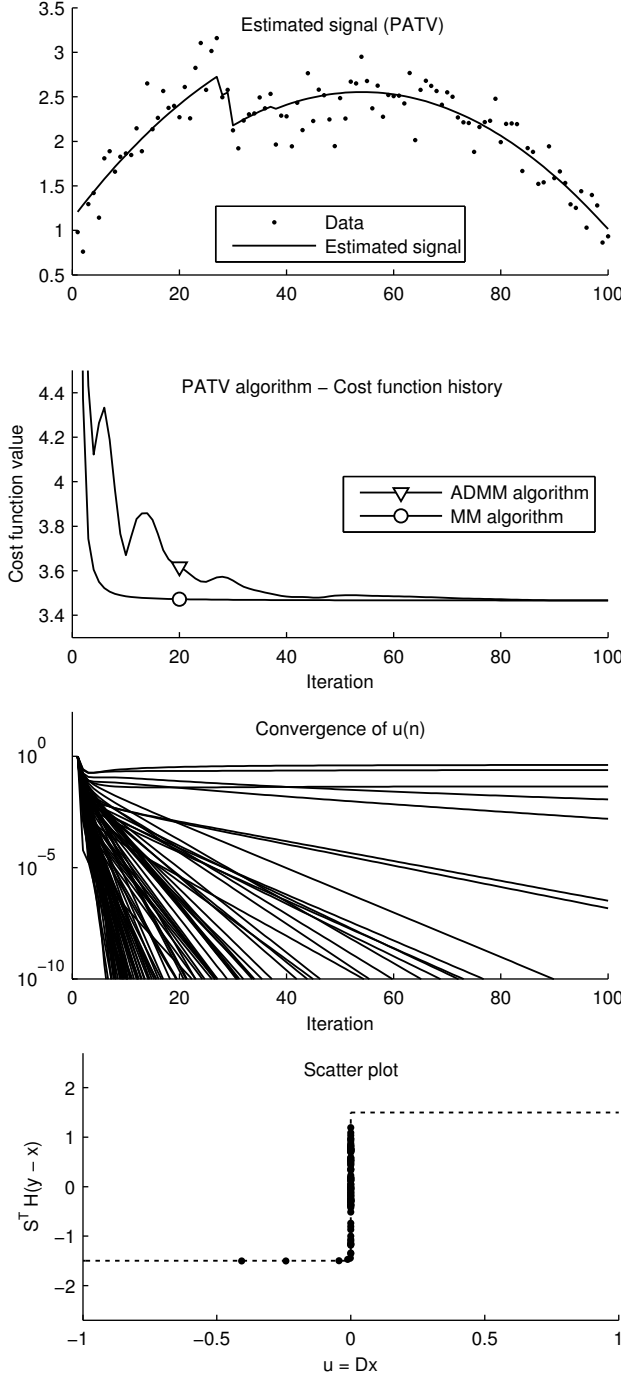 Estimated signal (PATV)
3.5
3
2.5
2
1.5
1
0.5
Data
Estimated signal
0 20 40 60 80 100
PATV algorithm − Cost function history
Cost function value
4.4
4.2
4
3.8
3.6
3.4
ADMM algorithm
MM algorithm
0 20 40 60 80 100
Iteration
Convergence of u(n)
10^0
10^−5
10^−10
0 20 40 60 80 100
Iteration
Scatter plot
S^T H(y − x)
2
1
0
−1
−2
−1 −0.5 0 0.5 1
u = Dx